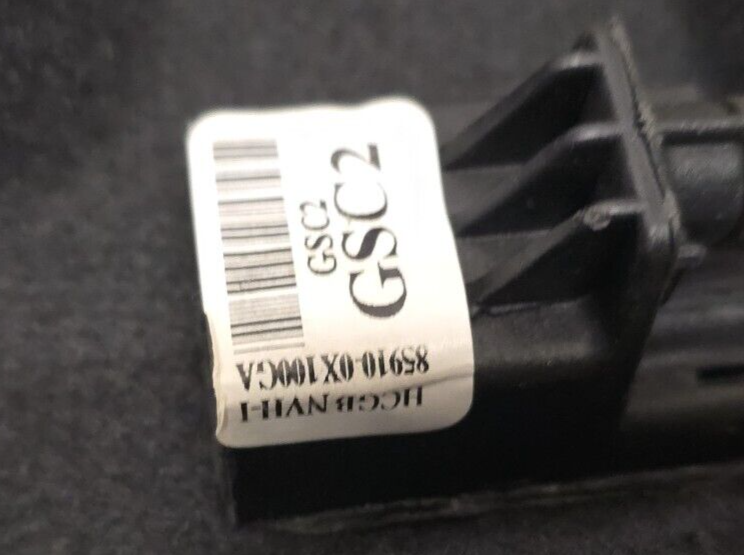 HCGB NVH-I
85910-0X100GA
GSC2
GSC2